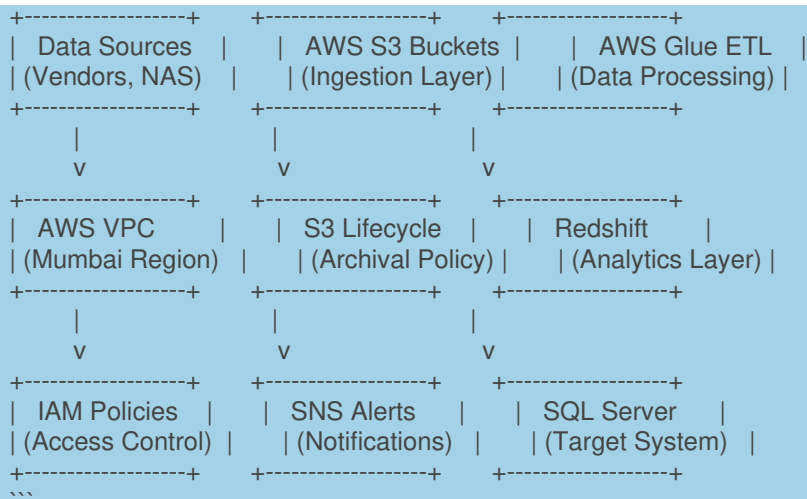 +------------------+ +------------------+ +------------------+
| Data Sources | | AWS S3 Buckets | | AWS Glue ETL |
| (Vendors, NAS) | | (Ingestion Layer) | | (Data Processing) |
+------------------+ +------------------+ +------------------+
| | |
v v v
+------------------+ +------------------+ +------------------+
| AWS VPC | | S3 Lifecycle | | Redshift |
| (Mumbai Region) | | (Archival Policy) | | (Analytics Layer) |
+------------------+ +------------------+ +------------------+
| | |
v v v
+------------------+ +------------------+ +------------------+
| IAM Policies | | SNS Alerts | | SQL Server |
| (Access Control) | | (Notifications) | | (Target System) |
+------------------+ +------------------+ +------------------+
```